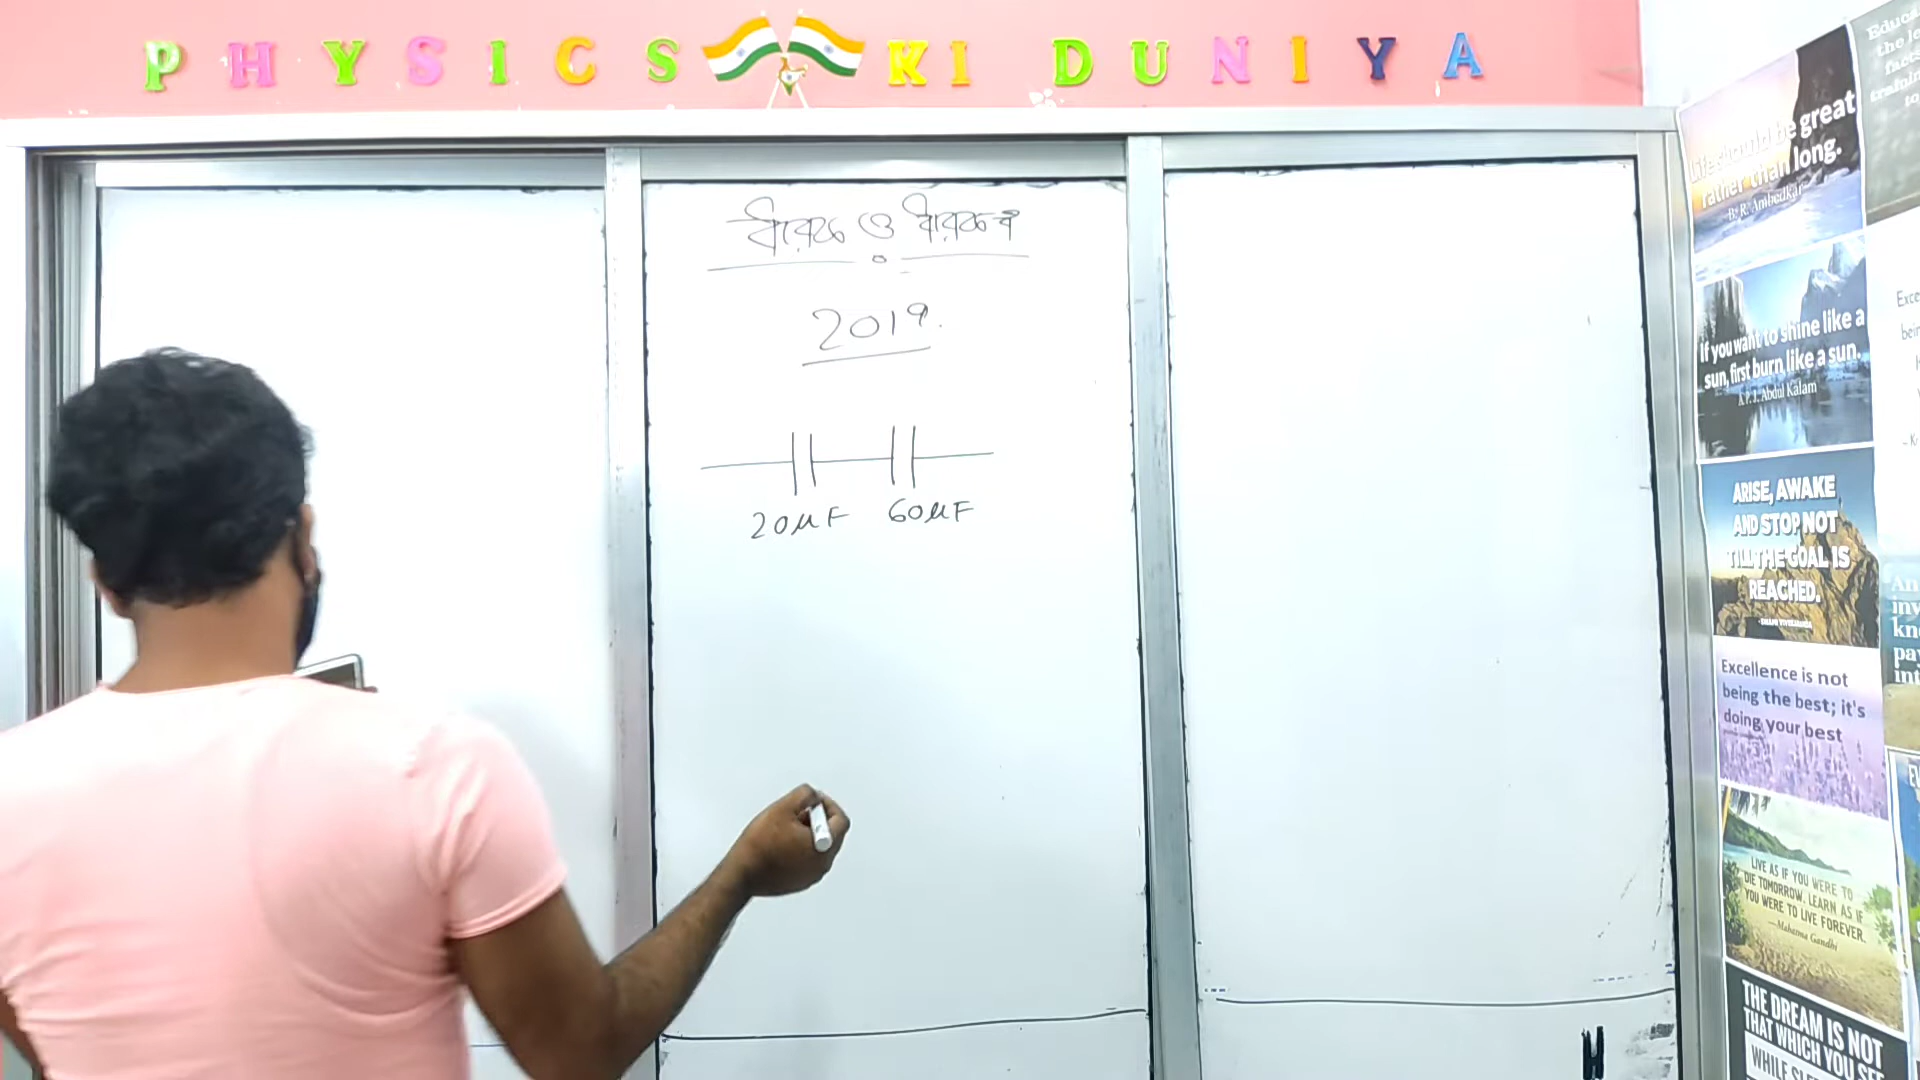 PHYSICS KI DUNIYA
ধারকত্ব ও ধারক
2019.
20μF 60μF
Life should be great
rather than long.
- B. R. Ambedkar
If you want to shine like a
sun, first burn like a sun.
A.P.J. Abdul Kalam
ARISE, AWAKE
AND STOP NOT
TILL THE GOAL IS
REACHED.
Excellence is not
being the best; it's
doing your best
LIVE AS IF YOU WERE TO
DIE TOMORROW. LEARN AS IF
YOU WERE TO LIVE FOREVER.
—Mahatma Gandhi
THE DREAM IS NOT
THAT WHICH YOU SEE